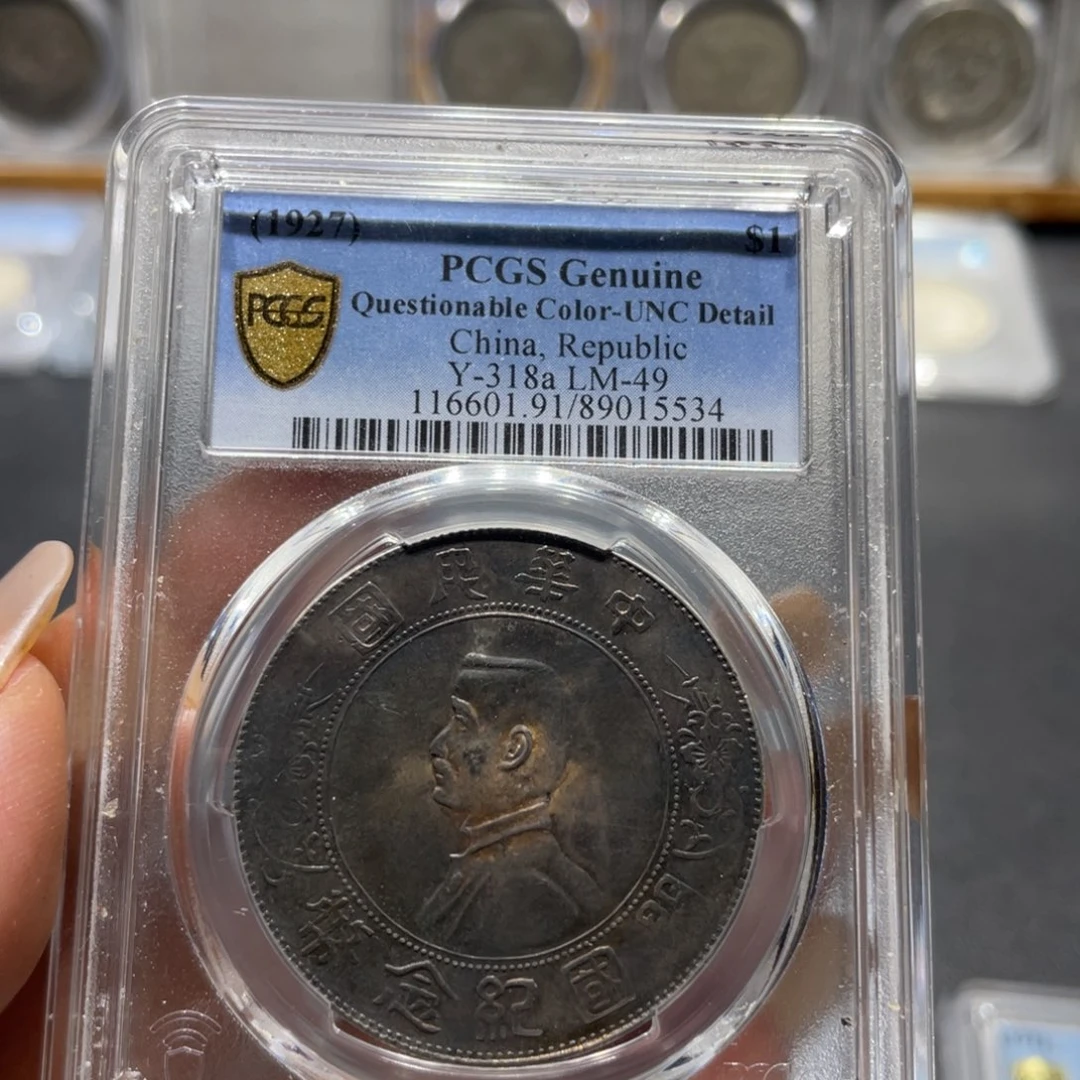 (1927) $1
PCGS Genuine
PCGS
Questionable Color-UNC Detail
China, Republic
Y-318a LM-49
116601.91/89015534
中華民國
開國紀念幣